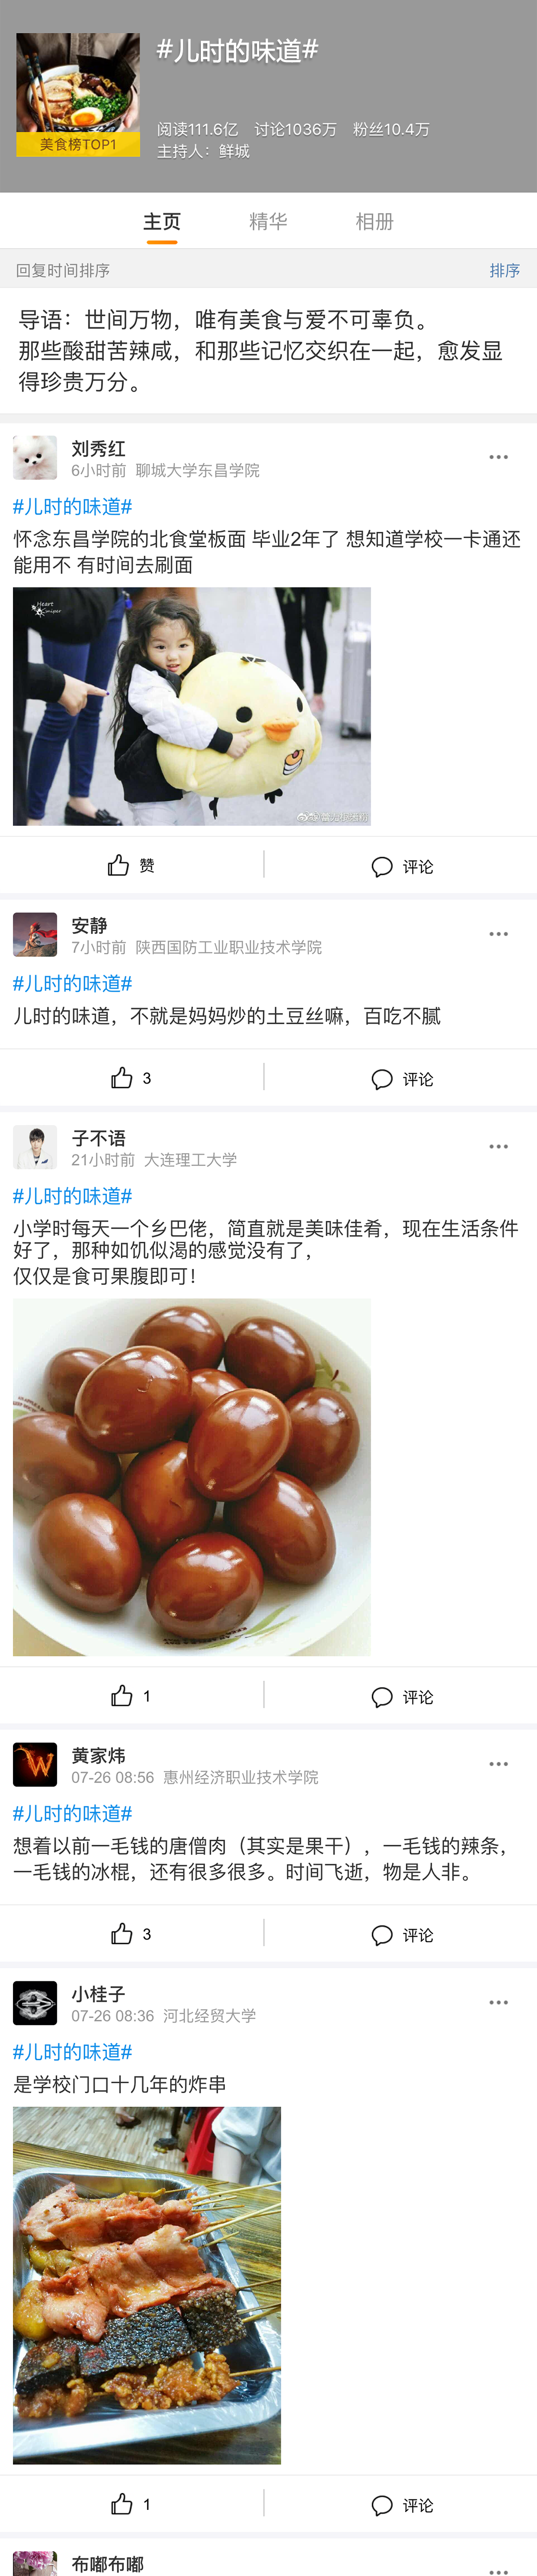 #儿时的味道#
美食榜TOP1
阅读111.6亿 讨论1036万 粉丝10.4万
主持人：鲜城
主页 精华 相册
回复时间排序 排序
导语：世间万物，唯有美食与爱不可辜负。
那些酸甜苦辣咸，和那些记忆交织在一起，愈发显
得珍贵万分。
刘秀红
6小时前 聊城大学东昌学院
#儿时的味道#
怀念东昌学院的北食堂板面 毕业2年了 想知道学校一卡通还
能用不 有时间去刷面
Heart
赞 评论
安静
7小时前 陕西国防工业职业技术学院
#儿时的味道#
儿时的味道，不就是妈妈炒的土豆丝嘛，百吃不腻
3 评论
子不语
21小时前 大连理工大学
#儿时的味道#
小学时每天一个乡巴佬，简直就是美味佳肴，现在生活条件
好了，那种如饥似渴的感觉没有了，
仅仅是食可果腹即可！
1 评论
黄家炜
07-26 08:56 惠州经济职业技术学院
#儿时的味道#
想着以前一毛钱的唐僧肉（其实是果干），一毛钱的辣条，
一毛钱的冰棍，还有很多很多。时间飞逝，物是人非。
3 评论
小桂子
07-26 08:36 河北经贸大学
#儿时的味道#
是学校门口十几年的炸串
1 评论
布嘟布嘟